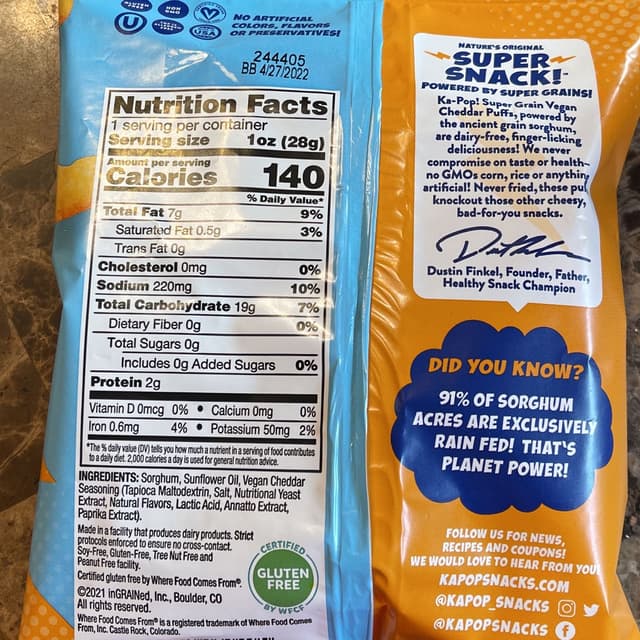 GLUTEN
FREE
NON
GMO
U
USA
NO ARTIFICIAL
COLORS, FLAVORS
OR PRESERVATIVES!
244405
BB 4/27/2022
Nutrition Facts
1 serving per container
Serving size 1oz (28g)
Amount per serving
Calories 140
% Daily Value*
Total Fat 7g 9%
Saturated Fat 0.5g 3%
Trans Fat 0g
Cholesterol 0mg 0%
Sodium 220mg 10%
Total Carbohydrate 19g 7%
Dietary Fiber 0g 0%
Total Sugars 0g
Includes 0g Added Sugars 0%
Protein 2g
Vitamin D 0mcg 0% • Calcium 0mg 0%
Iron 0.6mg 4% • Potassium 50mg 2%
*The % daily value (DV) tells you how much a nutrient in a serving of food contributes
to a daily diet. 2,000 calories a day is used for general nutrition advice.
INGREDIENTS: Sorghum, Sunflower Oil, Vegan Cheddar
Seasoning (Tapioca Maltodextrin, Salt, Nutritional Yeast
Extract, Natural Flavors, Lactic Acid, Annatto Extract,
Paprika Extract).
Made in a facility that produces dairy products. Strict
protocols enforced to ensure no cross-contact.
Soy-Free, Gluten-Free, Tree Nut Free and
Peanut Free facility.
Certified gluten free by Where Food Comes From®.
©2021 inGRAINed, Inc., Boulder, CO
All rights reserved.
Where Food Comes From® is a registered trademark of Where Food Comes
From, Inc. Castle Rock, Colorado.
CERTIFIED
GLUTEN
FREE
BY WFCF
NATURE'S ORIGINAL
SUPER
SNACK!
POWERED BY SUPER GRAINS!
Ka-Pop! Super Grain Vegan
Cheddar Puffs, powered by
the ancient grain sorghum,
are dairy-free, finger-licking
deliciousness! We never
compromise on taste or health—
no GMOs corn, rice or anything
artificial! Never fried, these puf
knockout those other cheesy,
bad-for-you snacks.
Dustin Finkel, Founder, Father,
Healthy Snack Champion
DID YOU KNOW?
91% OF SORGHUM
ACRES ARE EXCLUSIVELY
RAIN FED! THAT'S
PLANET POWER!
FOLLOW US FOR NEWS,
RECIPES AND COUPONS!
WE WOULD LOVE TO HEAR FROM YOU!
KAPOPSNACKS.COM
@KAPOP_SNACKS
@KAPOPSNACKS